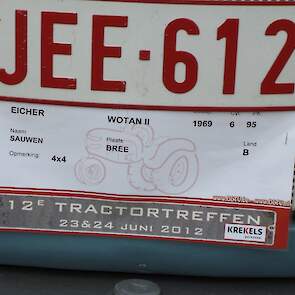 JEE·612
EICHER WOTAN II 1969 6 95
Naam: Plaats: Land
SAUWEN BREE B
Opmerking: 4x4
12E TRACTORTREFFEN
23&24 JUNI 2012 KREKELS